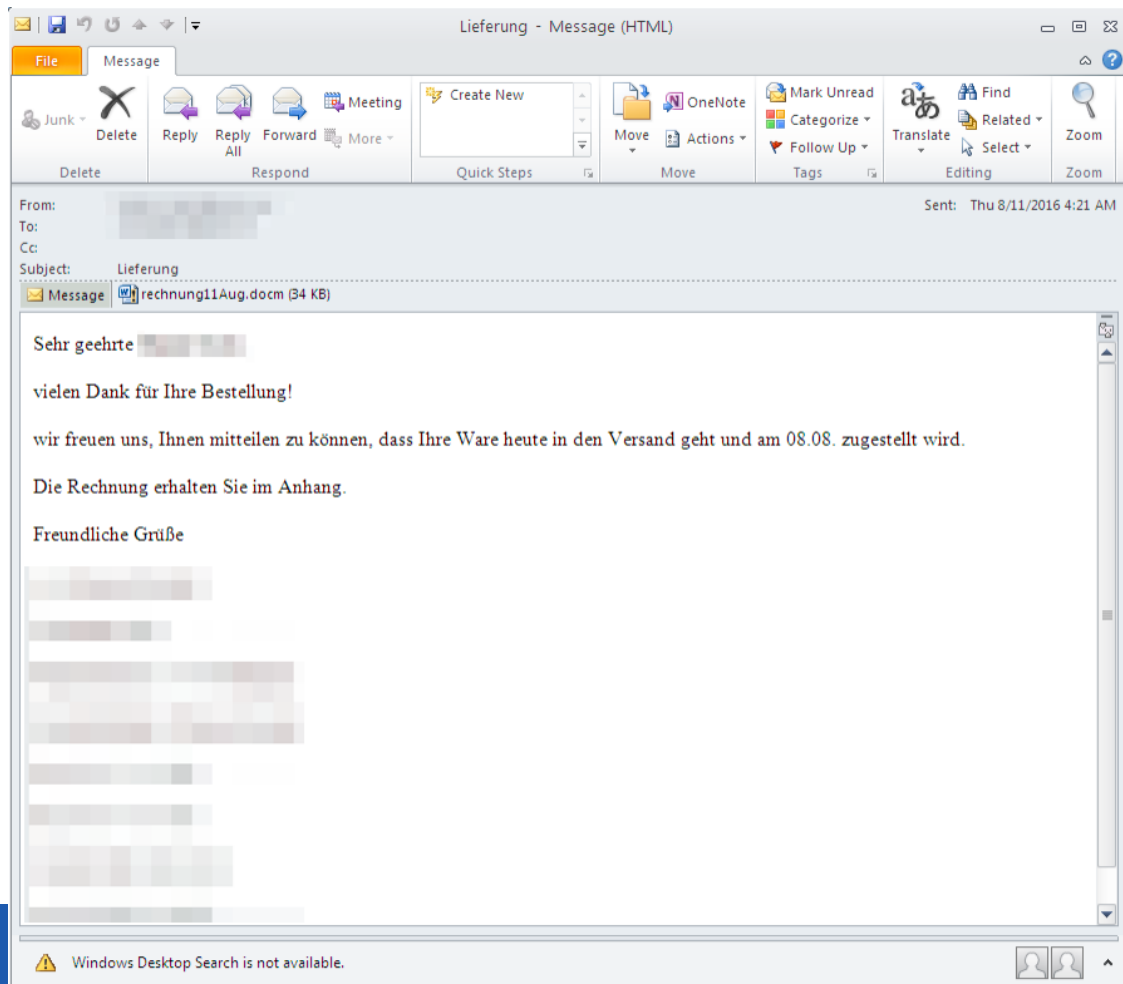 Lieferung - Message (HTML)
File Message
Junk
Delete
Reply
Reply All
Forward
Meeting
More
Create New
Move
OneNote
Actions
Mark Unread
Categorize
Follow Up
Translate
Find
Related
Select
Zoom
Delete Respond Quick Steps Move Tags Editing Zoom
From:
Sent: Thu 8/11/2016 4:21 AM
To:
Cc:
Subject: Lieferung
Message rechnung11Aug.docm (34 KB)
Sehr geehrte
vielen Dank für Ihre Bestellung!
wir freuen uns, Ihnen mitteilen zu können, dass Ihre Ware heute in den Versand geht und am 08.08. zugestellt wird.
Die Rechnung erhalten Sie im Anhang.
Freundliche Grüße
Windows Desktop Search is not available.